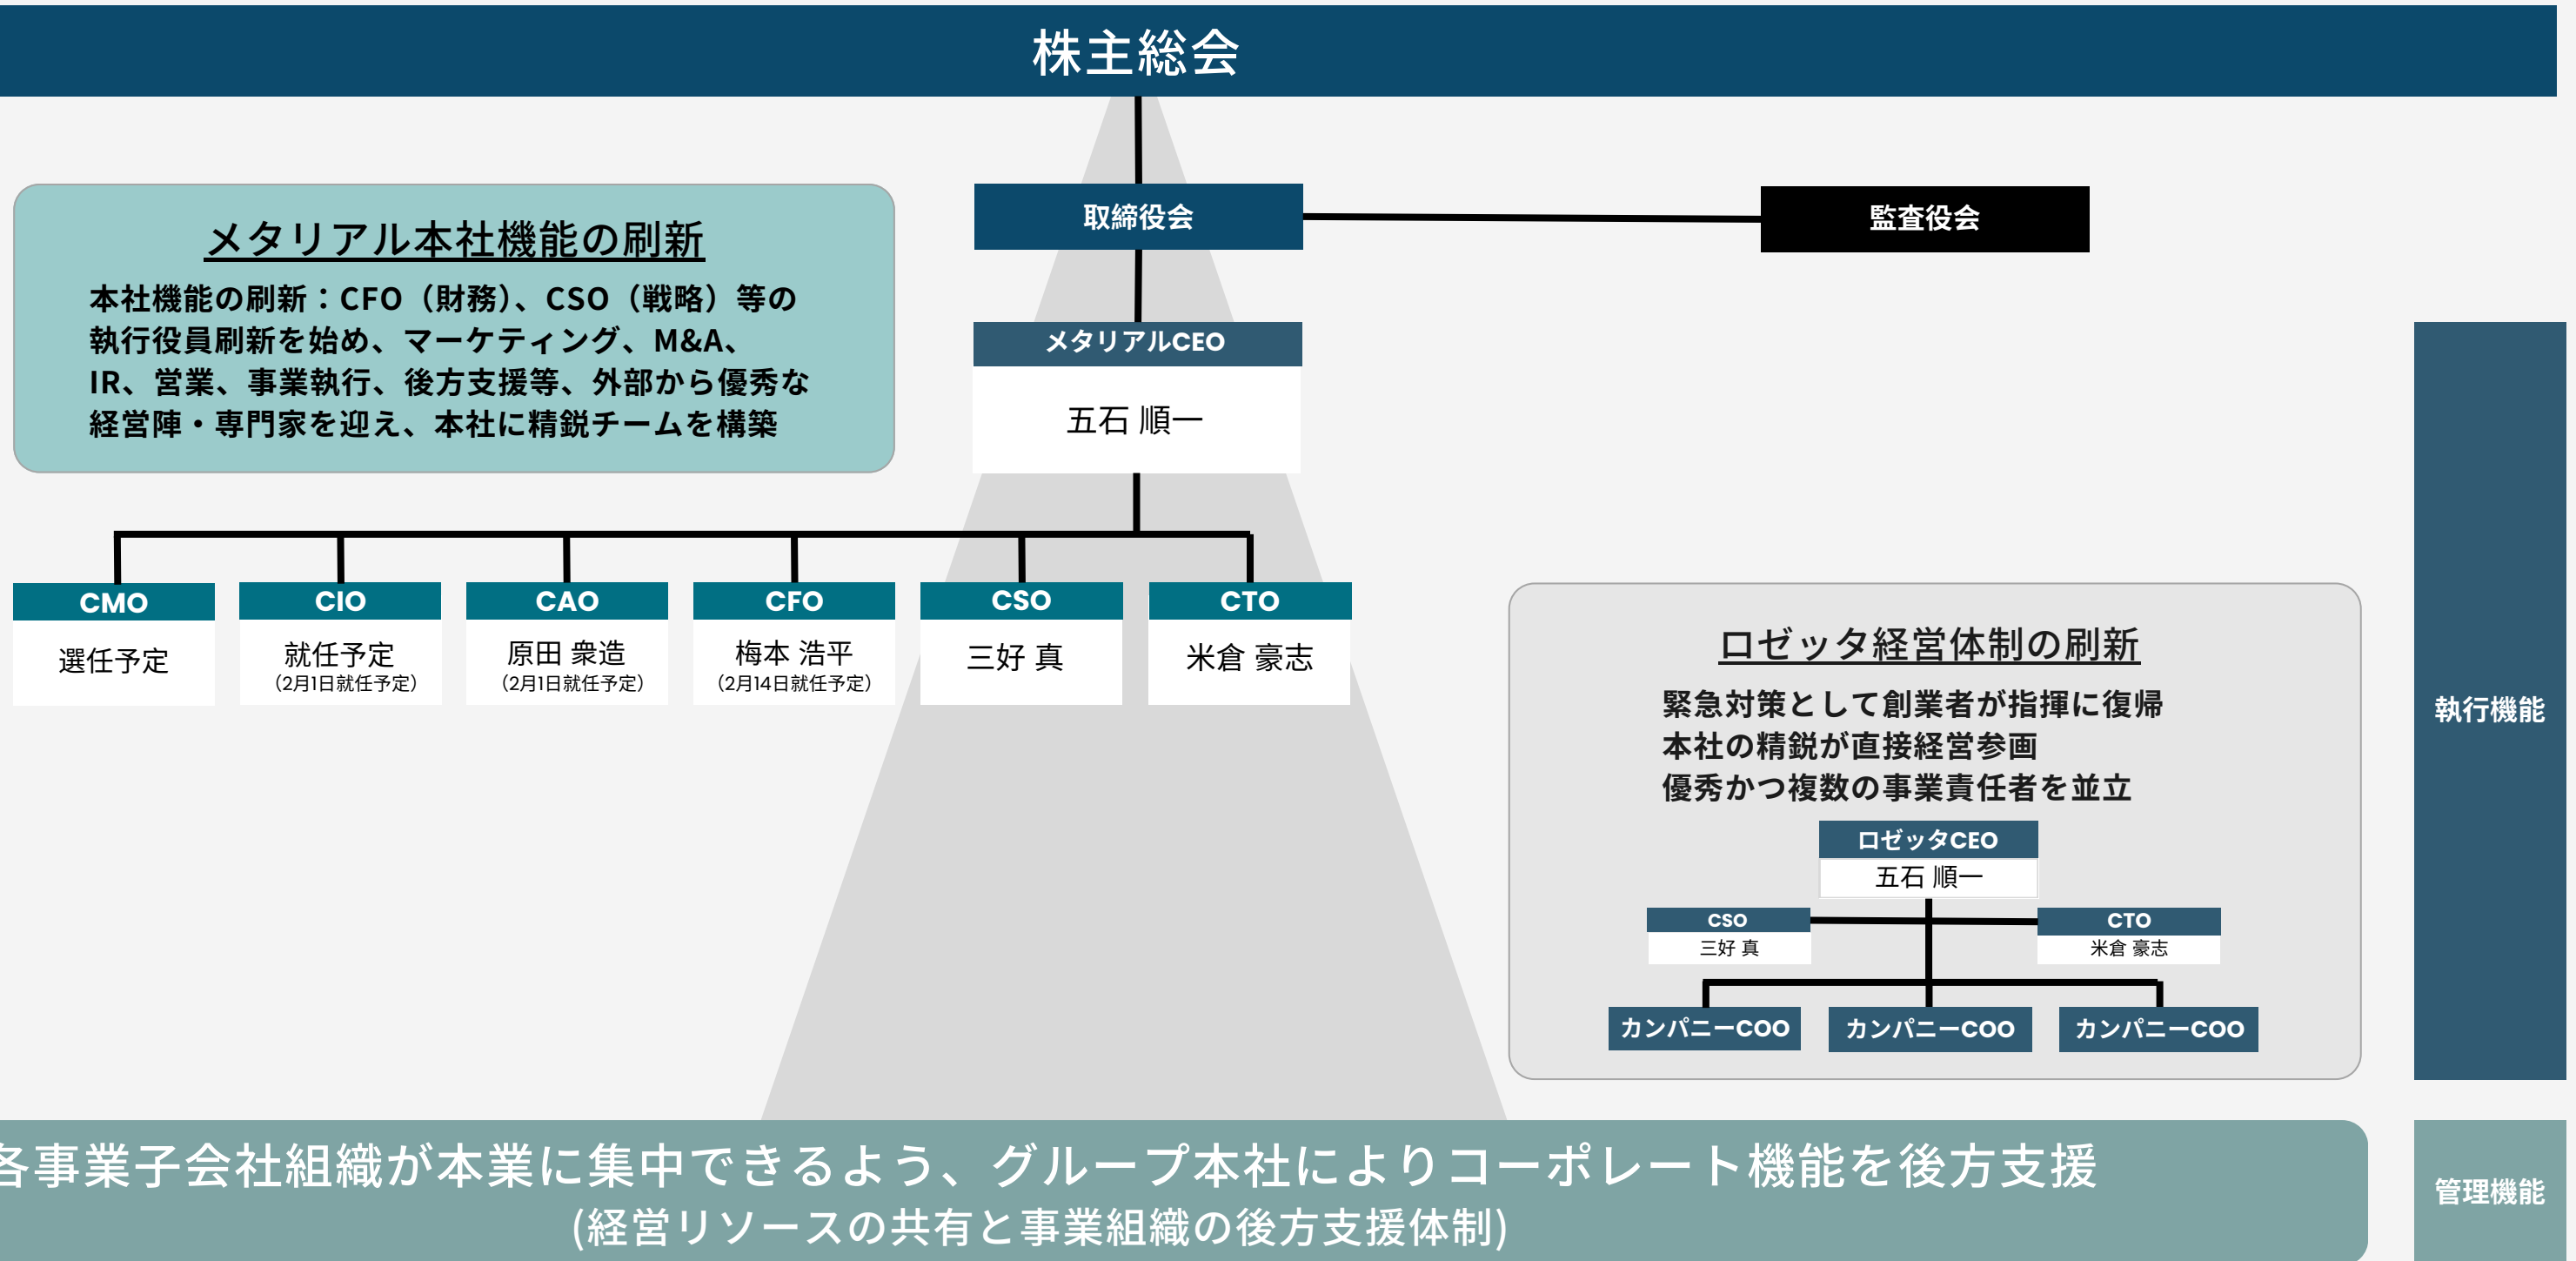 株主総会
取締役会
監査役会
メタリアル本社機能の刷新
本社機能の刷新：CFO（財務）、CSO（戦略）等の
執行役員刷新を始め、マーケティング、M&A、
IR、営業、事業執行、後方支援等、外部から優秀な
経営陣・専門家を迎え、本社に精鋭チームを構築
メタリアルCEO
五石 順一
CMO
選任予定
CIO
就任予定
（2月1日就任予定）
CAO
原田 衆造
（2月1日就任予定）
CFO
梅本 浩平
（2月14日就任予定）
CSO
三好 真
CTO
米倉 豪志
ロゼッタ経営体制の刷新
緊急対策として創業者が指揮に復帰
本社の精鋭が直接経営参画
優秀かつ複数の事業責任者を並立
ロゼッタCEO
五石 順一
CSO
三好 真
CTO
米倉 豪志
カンパニーCOO
カンパニーCOO
カンパニーCOO
執行機能
各事業子会社組織が本業に集中できるよう、グループ本社によりコーポレート機能を後方支援
(経営リソースの共有と事業組織の後方支援体制)
管理機能